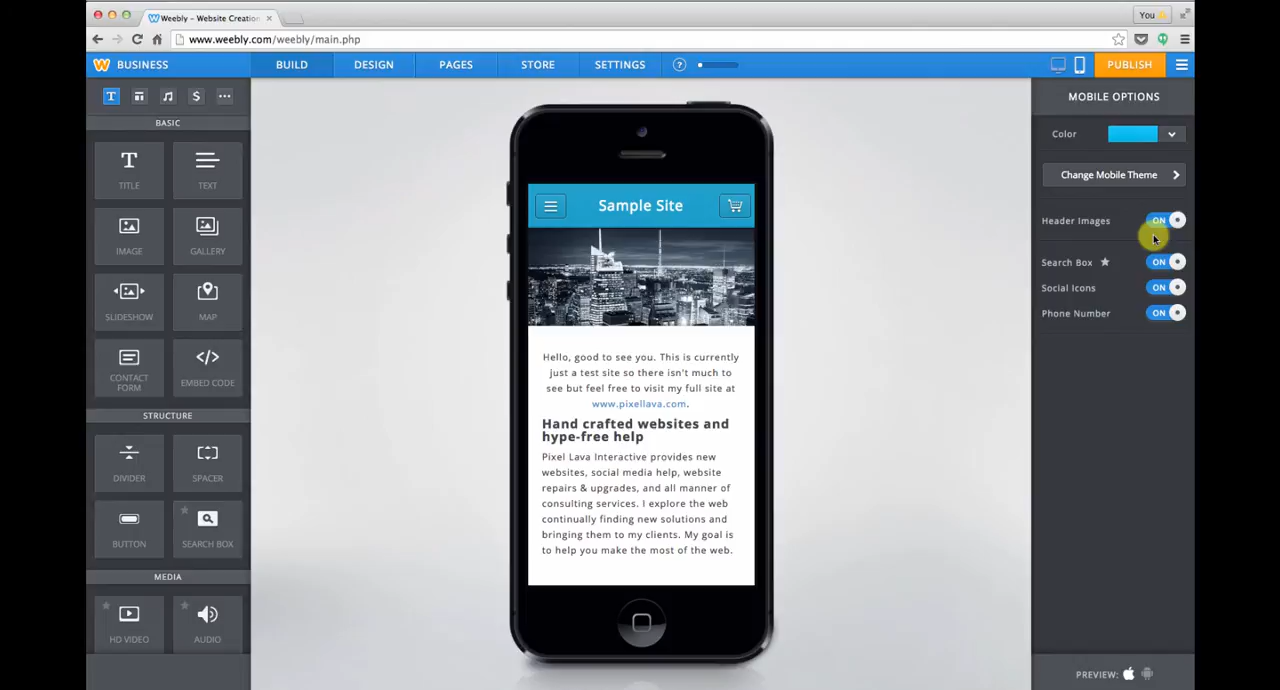 Weebly - Website Creation
You
www.weebly.com/weebly/main.php
BUSINESS
BUILD
DESIGN
PAGES
STORE
SETTINGS
?
PUBLISH
T
$
BASIC
T
TITLE
TEXT
IMAGE
GALLERY
SLIDESHOW
MAP
CONTACT
FORM
</>
EMBED CODE
STRUCTURE
DIVIDER
SPACER
BUTTON
SEARCH BOX
MEDIA
HD VIDEO
AUDIO
Sample Site
Hello, good to see you. This is currently
just a test site so there isn't much to
see but feel free to visit my full site at
www.pixellava.com.
Hand crafted websites and
hype-free help
Pixel Lava Interactive provides new
websites, social media help, website
repairs & upgrades, and all manner of
consulting services. I explore the web
continually finding new solutions and
bringing them to my clients. My goal is
to help you make the most of the web.
MOBILE OPTIONS
Color
Change Mobile Theme
Header Images ON
Search Box ON
Social Icons ON
Phone Number ON
PREVIEW: